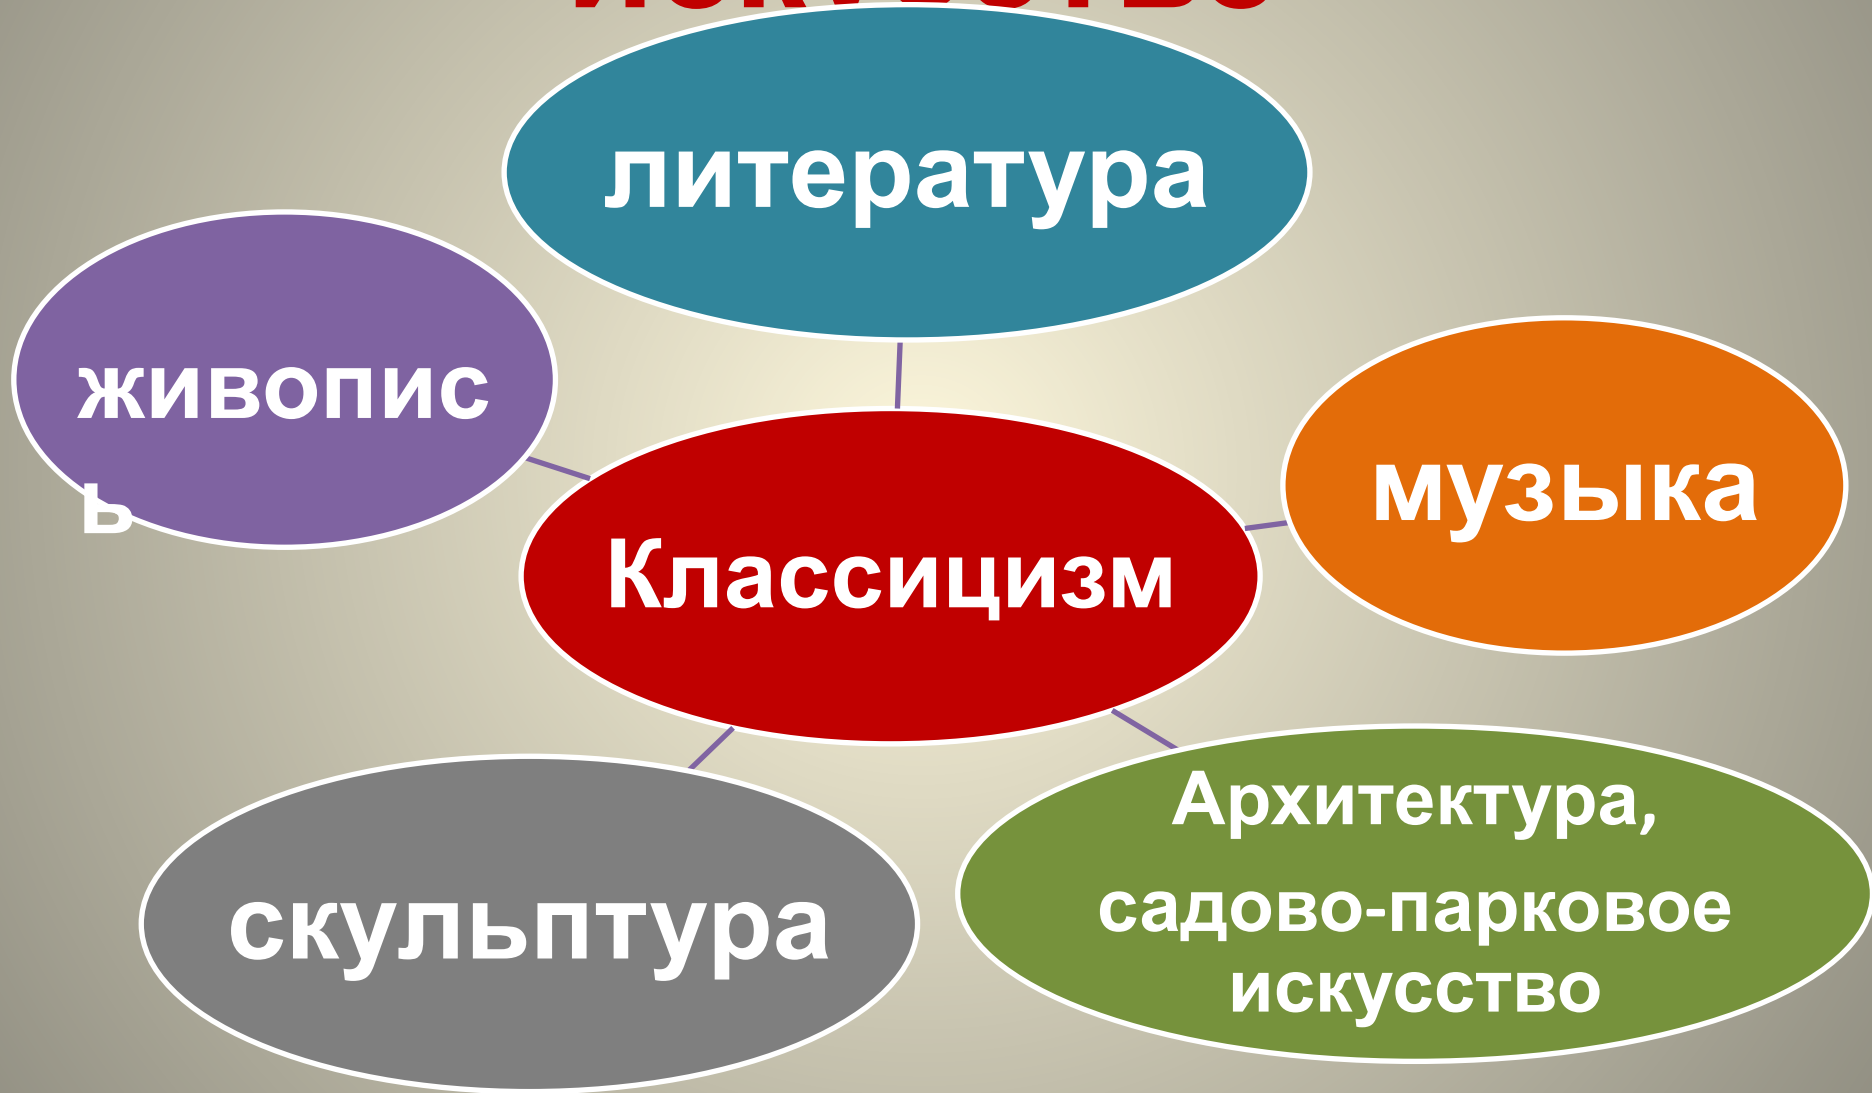 литература
живопис
ь
музыка
Классицизм
Архитектура,
садово-парковое
искусство
скульптура